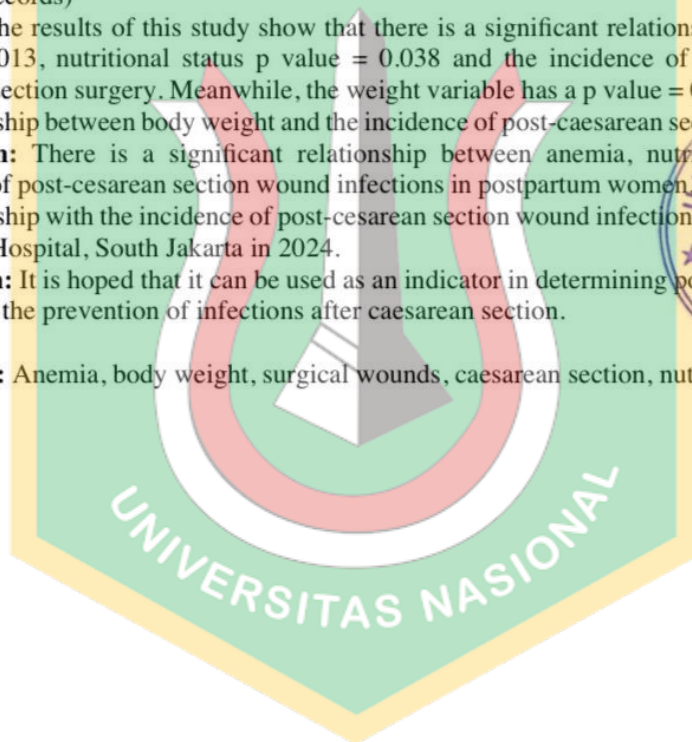 he results of this study show that there is a significant relations
013, nutritional status p value = 0.038 and the incidence of
ection surgery. Meanwhile, the weight variable has a p value =
ship between body weight and the incidence of post-caesarean se
n: There is a significant relationship between anemia, nutr
of post-cesarean section wound infections in postpartum women,
ship with the incidence of post-cesarean section wound infection
Hospital, South Jakarta in 2024.
n: It is hoped that it can be used as an indicator in determining po
the prevention of infections after caesarean section.
: Anemia, body weight, surgical wounds, caesarean section, nut
UNIVERSITAS NASIONAL